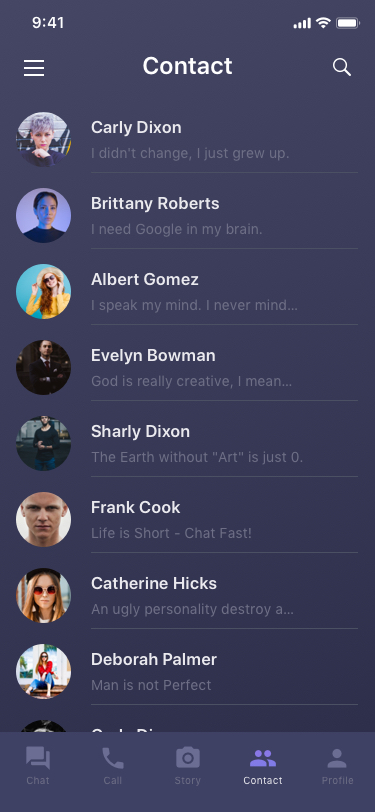 9:41
Contact
Carly Dixon
I didn't change, I just grew up.
Brittany Roberts
I need Google in my brain.
Albert Gomez
I speak my mind. I never mind...
Evelyn Bowman
God is really creative, I mean...
Sharly Dixon
The Earth without "Art" is just 0.
Frank Cook
Life is Short - Chat Fast!
Catherine Hicks
An ugly personality destroy a...
Deborah Palmer
Man is not Perfect
Chat
Call
Story
Contact
Profile